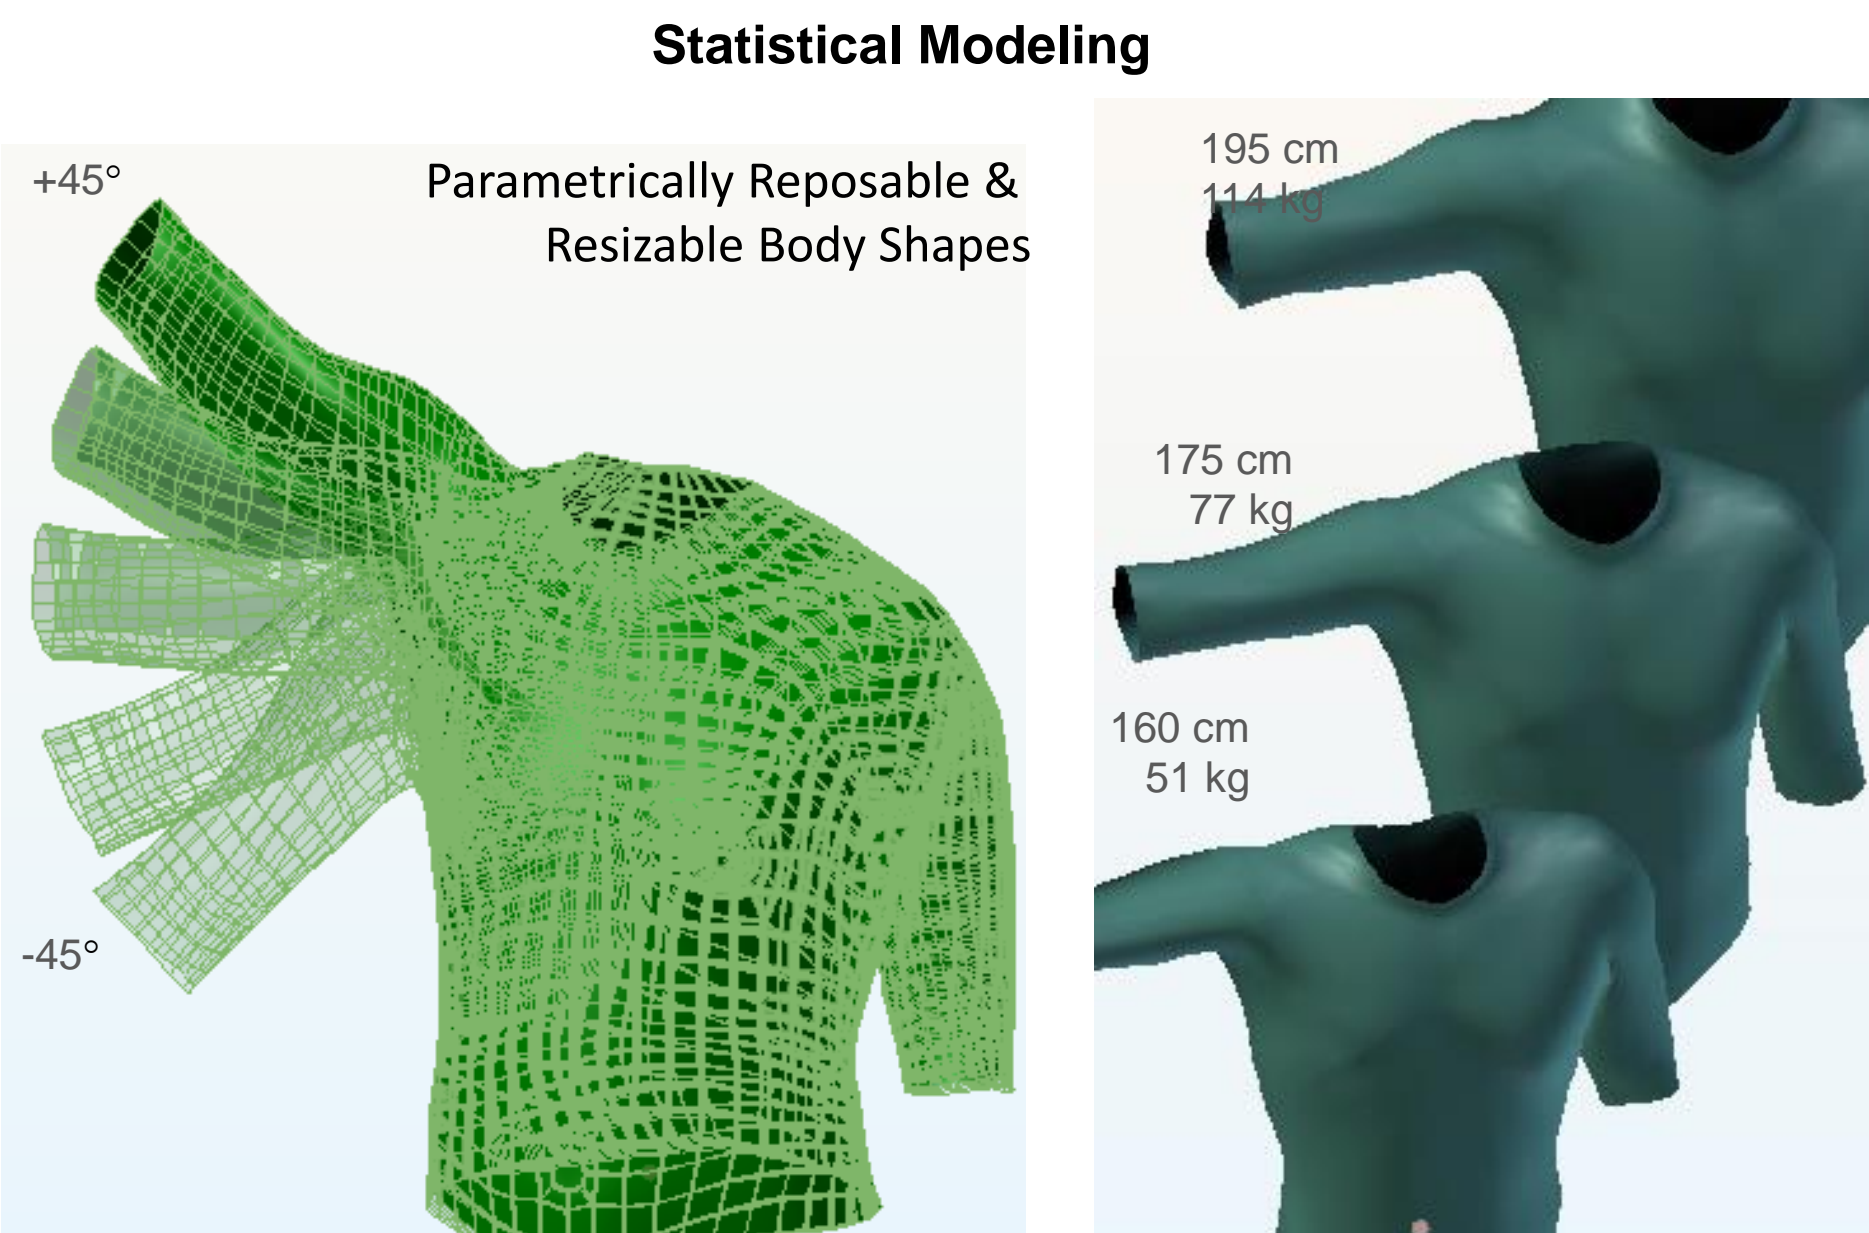 Statistical Modeling
+45°
Parametrically Reposable &
Resizable Body Shapes
-45°
195 cm
114 kg
175 cm
77 kg
160 cm
51 kg